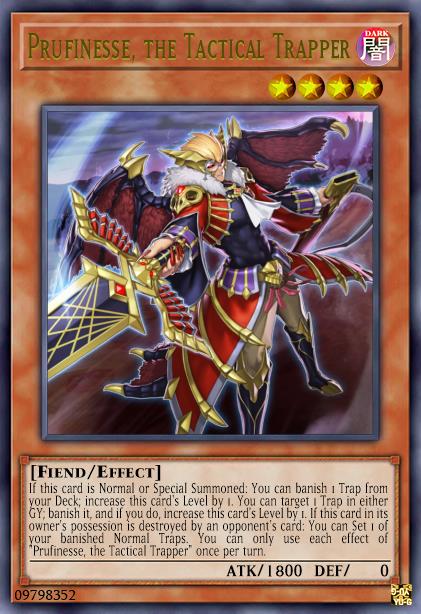 PRUFINESSE, THE TACTICAL TRAPPER
DARK
闇
[FIEND/EFFECT]
If this card is Normal or Special Summoned: You can banish 1 Trap from
your Deck; increase this card's Level by 1. You can target 1 Trap in either
GY; banish it, and if you do, increase this card's Level by 1. If this card in its
owner's possession is destroyed by an opponent's card: You can Set 1 of
your banished Normal Traps. You can only use each effect of
"Prufinesse, the Tactical Trapper" once per turn.
ATK/1800 DEF/ 0
09798352